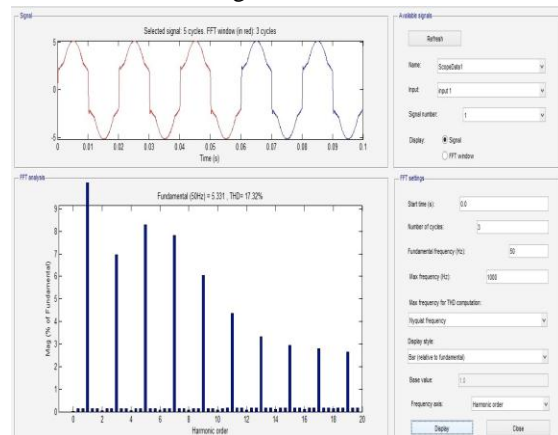 Signal
Selected signal: 5 cycles. FFT window (in red): 3 cycles
5
0
-5
0 0.01 0.02 0.03 0.04 0.05 0.06 0.07 0.08 0.09 0.1
Time (s)
FFT analysis
Fundamental (50Hz) = 5.331 , THD= 17.32%
9
8
7
6
5
4
3
2
1
0
Mag (% of Fundamental)
0 2 4 6 8 10 12 14 16 18 20
Harmonic order
Available signals
Refresh
Name: ScopeData1
Input: input 1
Signal number: 1
Display: Signal
FFT window
FFT settings
Start time (s): 0.0
Number of cycles: 3
Fundamental frequency (Hz): 50
Max frequency (Hz): 1000
Max frequency for THD computation:
Nyquist frequency
Display style:
Bar (relative to fundamental)
Base value: 1.0
Frequency axis: Harmonic order
Display Close